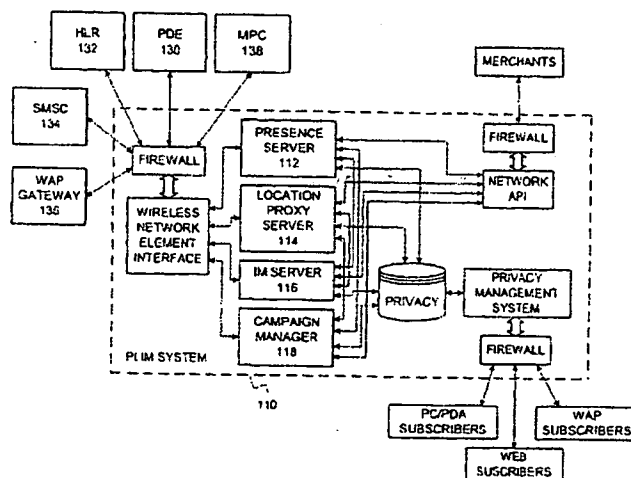 HLR
132
PDE
130
MPC
138
MERCHANTS
SMSC
134
WAP
GATEWAY
136
FIREWALL
PRESENCE
SERVER
112
FIREWALL
WIRELESS
NETWORK
ELEMENT
INTERFACE
LOCATION
PROXY
SERVER
114
NETWORK
API
IM SERVER
116
PRIVACY
PRIVACY
MANAGEMENT
SYSTEM
CAMPAIGN
MANAGER
118
FIREWALL
PLIM SYSTEM
110
PC/PDA
SUBSCRIBERS
WAP
SUBSCRIBERS
WEB
SUSCRIBERS